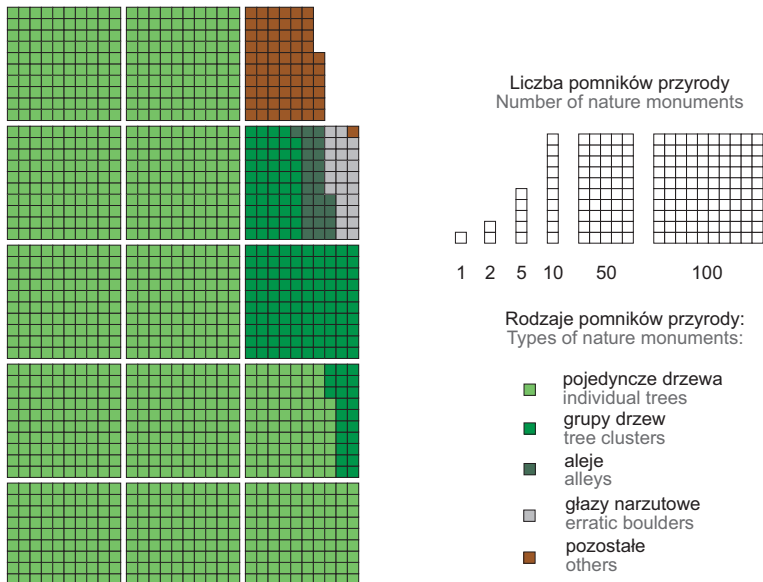 Liczba pomników przyrody
Number of nature monuments
1 2 5 10 50 100
Rodzaje pomników przyrody:
Types of nature monuments:
pojedyncze drzewa
individual trees
grupy drzew
tree clusters
aleje
alleys
głazy narzutowe
erratic boulders
pozostałe
others